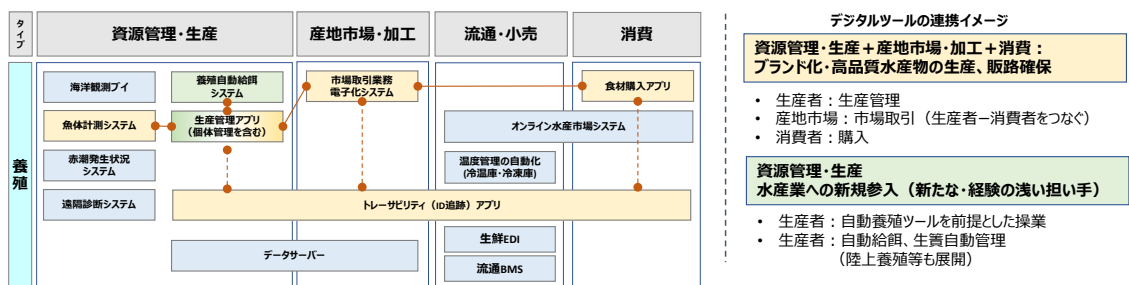 タイプ
資源管理・生産
産地市場・加工
流通・小売
消費
養殖
海洋観測ブイ
養殖自動給餌
システム
市場取引業務
電子化システム
食材購入アプリ
魚体計測システム
生産管理アプリ
(個体管理を含む)
オンライン水産市場システム
赤潮発生状況
システム
温度管理の自動化
(冷温庫・冷凍庫)
遠隔診断システム
トレーサビリティ（ID追跡）アプリ
データサーバー
生鮮EDI
流通BMS
デジタルツールの連携イメージ
資源管理・生産＋産地市場・加工＋消費：
ブランド化・高品質水産物の生産、販路確保
• 生産者：生産管理
• 産地市場：市場取引（生産者ー消費者をつなぐ）
• 消費者：購入
資源管理・生産
水産業への新規参入（新たな・経験の浅い担い手）
• 生産者：自動養殖ツールを前提とした操業
• 生産者：自動給餌、生簀自動管理
（陸上養殖等も展開）